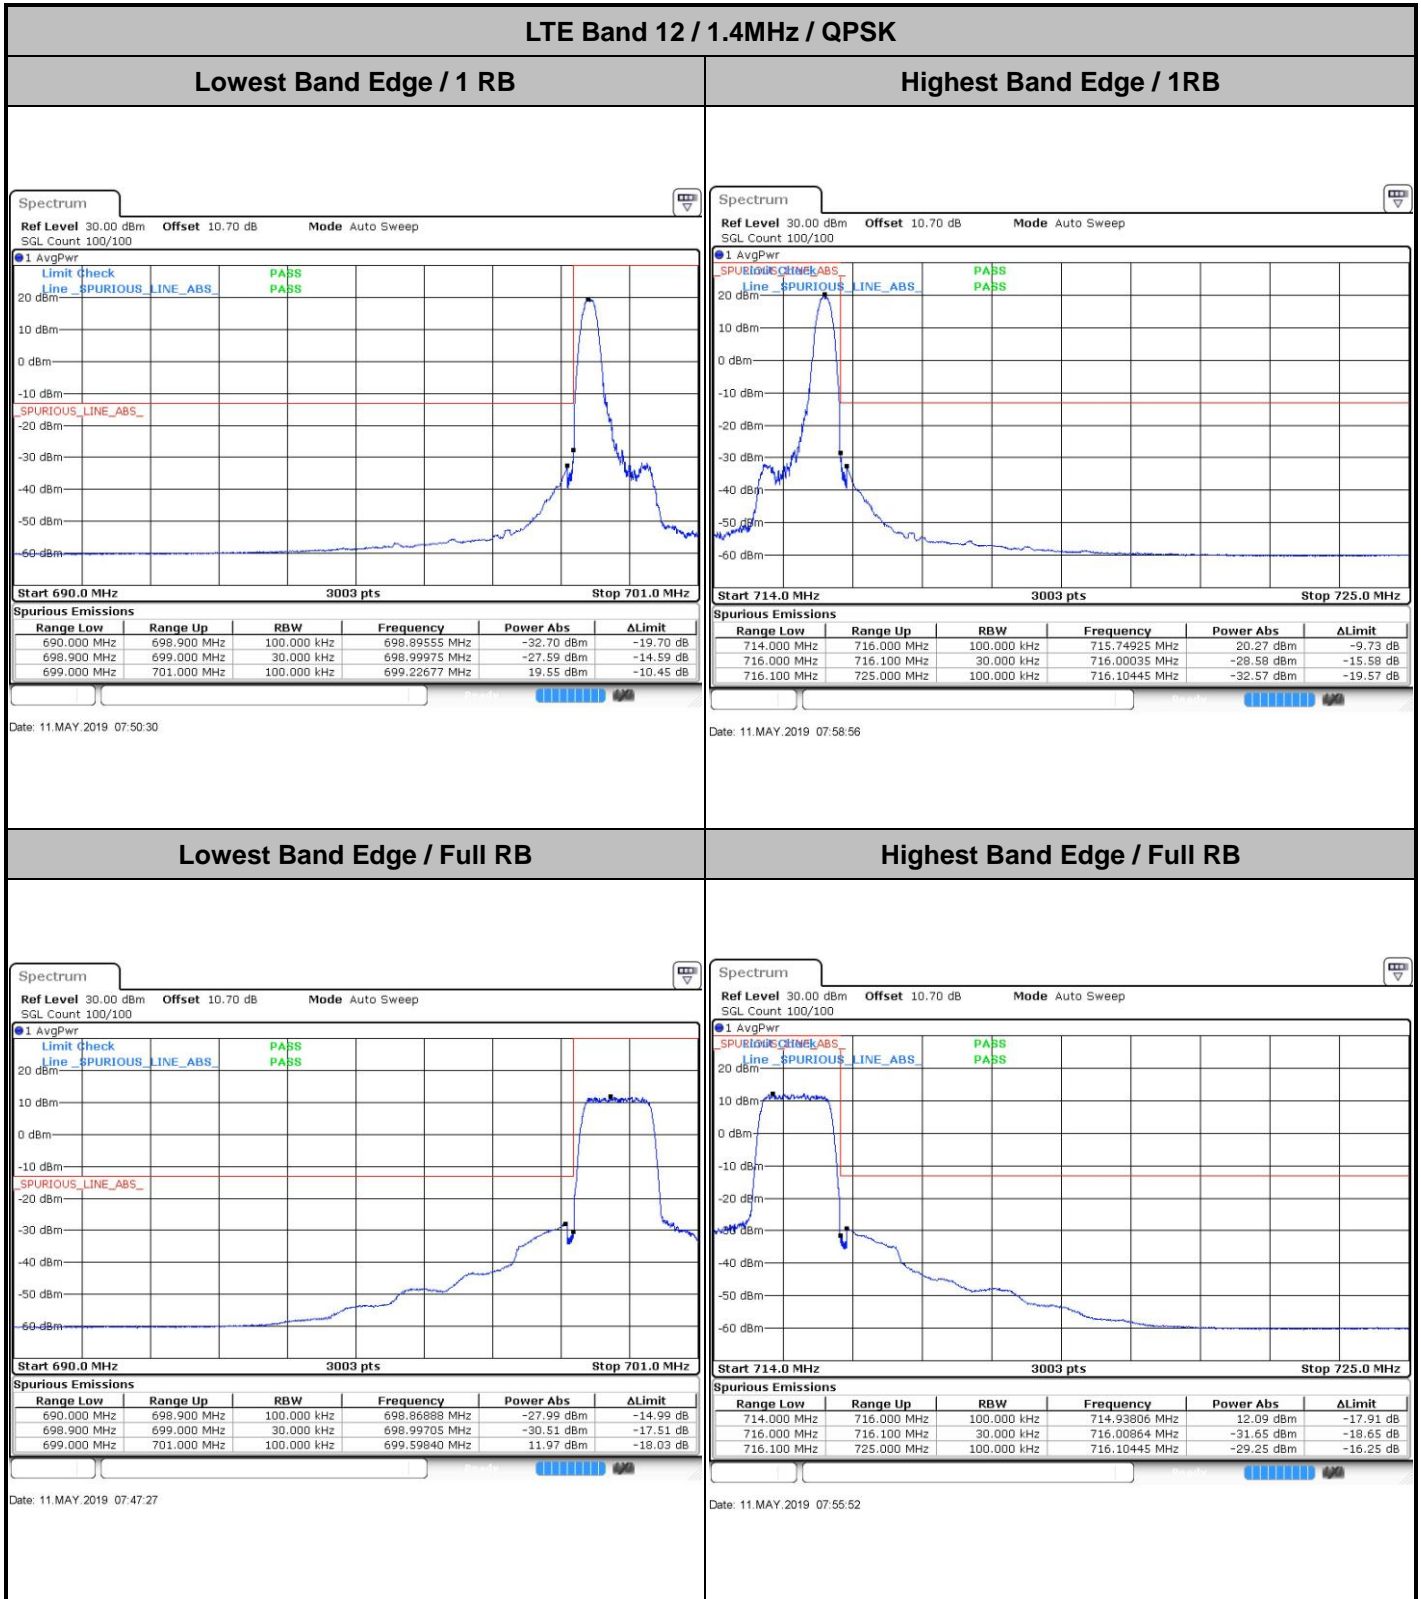 LTE Band 12 / 1.4MHz / QPSK
Lowest Band Edge / 1 RB
Highest Band Edge / 1RB
Spectrum
Ref Level 30.00 dBm Offset 10.70 dB Mode Auto Sweep
SGL Count 100/100
1 AvgPwr
Limit Check PASS
Line _SPURIOUS_LINE_ABS_ PASS
20 dBm
10 dBm
0 dBm
-10 dBm
_SPURIOUS_LINE_ABS_
-20 dBm
-30 dBm
-40 dBm
-50 dBm
-60 dBm
Start 690.0 MHz 3003 pts Stop 701.0 MHz
Spurious Emissions
Range Low Range Up RBW Frequency Power Abs ΔLimit
690.000 MHz 698.900 MHz 100.000 kHz 698.89555 MHz -32.70 dBm -19.70 dB
698.900 MHz 699.000 MHz 30.000 kHz 698.99975 MHz -27.59 dBm -14.59 dB
699.000 MHz 701.000 MHz 100.000 kHz 699.22677 MHz 19.55 dBm -10.45 dB
Ready
Date: 11.MAY.2019 07:50:30
Spectrum
Ref Level 30.00 dBm Offset 10.70 dB Mode Auto Sweep
SGL Count 100/100
1 AvgPwr
_SPURIOUS_LINE_ABS_
Limit Check PASS
Line _SPURIOUS_LINE_ABS_ PASS
20 dBm
10 dBm
0 dBm
-10 dBm
-20 dBm
-30 dBm
-40 dBm
-50 dBm
-60 dBm
Start 714.0 MHz 3003 pts Stop 725.0 MHz
Spurious Emissions
Range Low Range Up RBW Frequency Power Abs ΔLimit
714.000 MHz 716.000 MHz 100.000 kHz 715.74925 MHz 20.27 dBm -9.73 dB
716.000 MHz 716.100 MHz 30.000 kHz 716.00035 MHz -28.58 dBm -15.58 dB
716.100 MHz 725.000 MHz 100.000 kHz 716.10445 MHz -32.57 dBm -19.57 dB
Ready
Date: 11.MAY.2019 07:58:56
Lowest Band Edge / Full RB
Highest Band Edge / Full RB
Spectrum
Ref Level 30.00 dBm Offset 10.70 dB Mode Auto Sweep
SGL Count 100/100
1 AvgPwr
Limit Check PASS
Line _SPURIOUS_LINE_ABS_ PASS
20 dBm
10 dBm
0 dBm
-10 dBm
_SPURIOUS_LINE_ABS_
-20 dBm
-30 dBm
-40 dBm
-50 dBm
-60 dBm
Start 690.0 MHz 3003 pts Stop 701.0 MHz
Spurious Emissions
Range Low Range Up RBW Frequency Power Abs ΔLimit
690.000 MHz 698.900 MHz 100.000 kHz 698.86888 MHz -27.99 dBm -14.99 dB
698.900 MHz 699.000 MHz 30.000 kHz 698.99705 MHz -30.51 dBm -17.51 dB
699.000 MHz 701.000 MHz 100.000 kHz 699.59840 MHz 11.97 dBm -18.03 dB
Ready
Date: 11.MAY.2019 07:47:27
Spectrum
Ref Level 30.00 dBm Offset 10.70 dB Mode Auto Sweep
SGL Count 100/100
1 AvgPwr
_SPURIOUS_LINE_ABS_
Limit Check PASS
Line _SPURIOUS_LINE_ABS_ PASS
20 dBm
10 dBm
0 dBm
-10 dBm
-20 dBm
-30 dBm
-40 dBm
-50 dBm
-60 dBm
Start 714.0 MHz 3003 pts Stop 725.0 MHz
Spurious Emissions
Range Low Range Up RBW Frequency Power Abs ΔLimit
714.000 MHz 716.000 MHz 100.000 kHz 714.93806 MHz 12.09 dBm -17.91 dB
716.000 MHz 716.100 MHz 30.000 kHz 716.00864 MHz -31.65 dBm -18.65 dB
716.100 MHz 725.000 MHz 100.000 kHz 716.10445 MHz -29.25 dBm -16.25 dB
Ready
Date: 11.MAY.2019 07:55:52